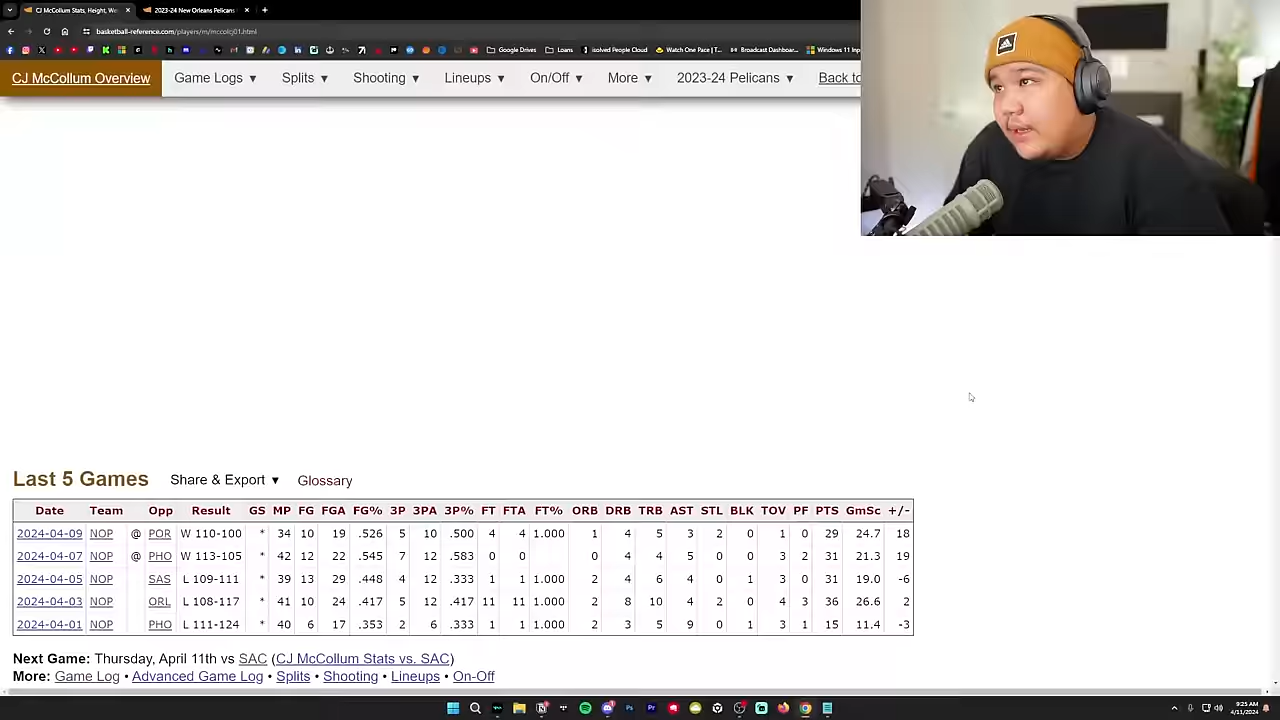 CJ McCollum Stats, Height, We
2023-24 New Orleans Pelicans
basketball-reference.com/players/m/mccolcj01.html
Google Drives
Loans
isolved People Cloud
Watch One Pace | T...
Broadcast Dashboar...
Windows 11 Inp
CJ McCollum Overview Game Logs ▼ Splits ▼ Shooting ▼ Lineups ▼ On/Off ▼ More ▼ 2023-24 Pelicans ▼ Back to
Last 5 Games Share & Export ▼ Glossary
Date Team Opp Result GS MP FG FGA FG% 3P 3PA 3P% FT FTA FT% ORB DRB TRB AST STL BLK TOV PF PTS GmSc +/-
2024-04-09 NOP @ POR W 110-100 * 34 10 19 .526 5 10 .500 4 4 1.000 1 4 5 3 2 0 1 0 29 24.7 18
2024-04-07 NOP @ PHO W 113-105 * 42 12 22 .545 7 12 .583 0 0 0 4 4 5 0 0 3 2 31 21.3 19
2024-04-05 NOP SAS L 109-111 * 39 13 29 .448 4 12 .333 1 1 1.000 2 4 6 4 0 1 3 0 31 19.0 -6
2024-04-03 NOP ORL L 108-117 * 41 10 24 .417 5 12 .417 11 11 1.000 2 8 10 4 2 0 4 3 36 26.6 2
2024-04-01 NOP PHO L 111-124 * 40 6 17 .353 2 6 .333 1 1 1.000 2 3 5 9 0 1 3 1 15 11.4 -3
Next Game: Thursday, April 11th vs SAC (CJ McCollum Stats vs. SAC)
More: Game Log • Advanced Game Log • Splits • Shooting • Lineups • On-Off
9:25 AM
4/11/2024